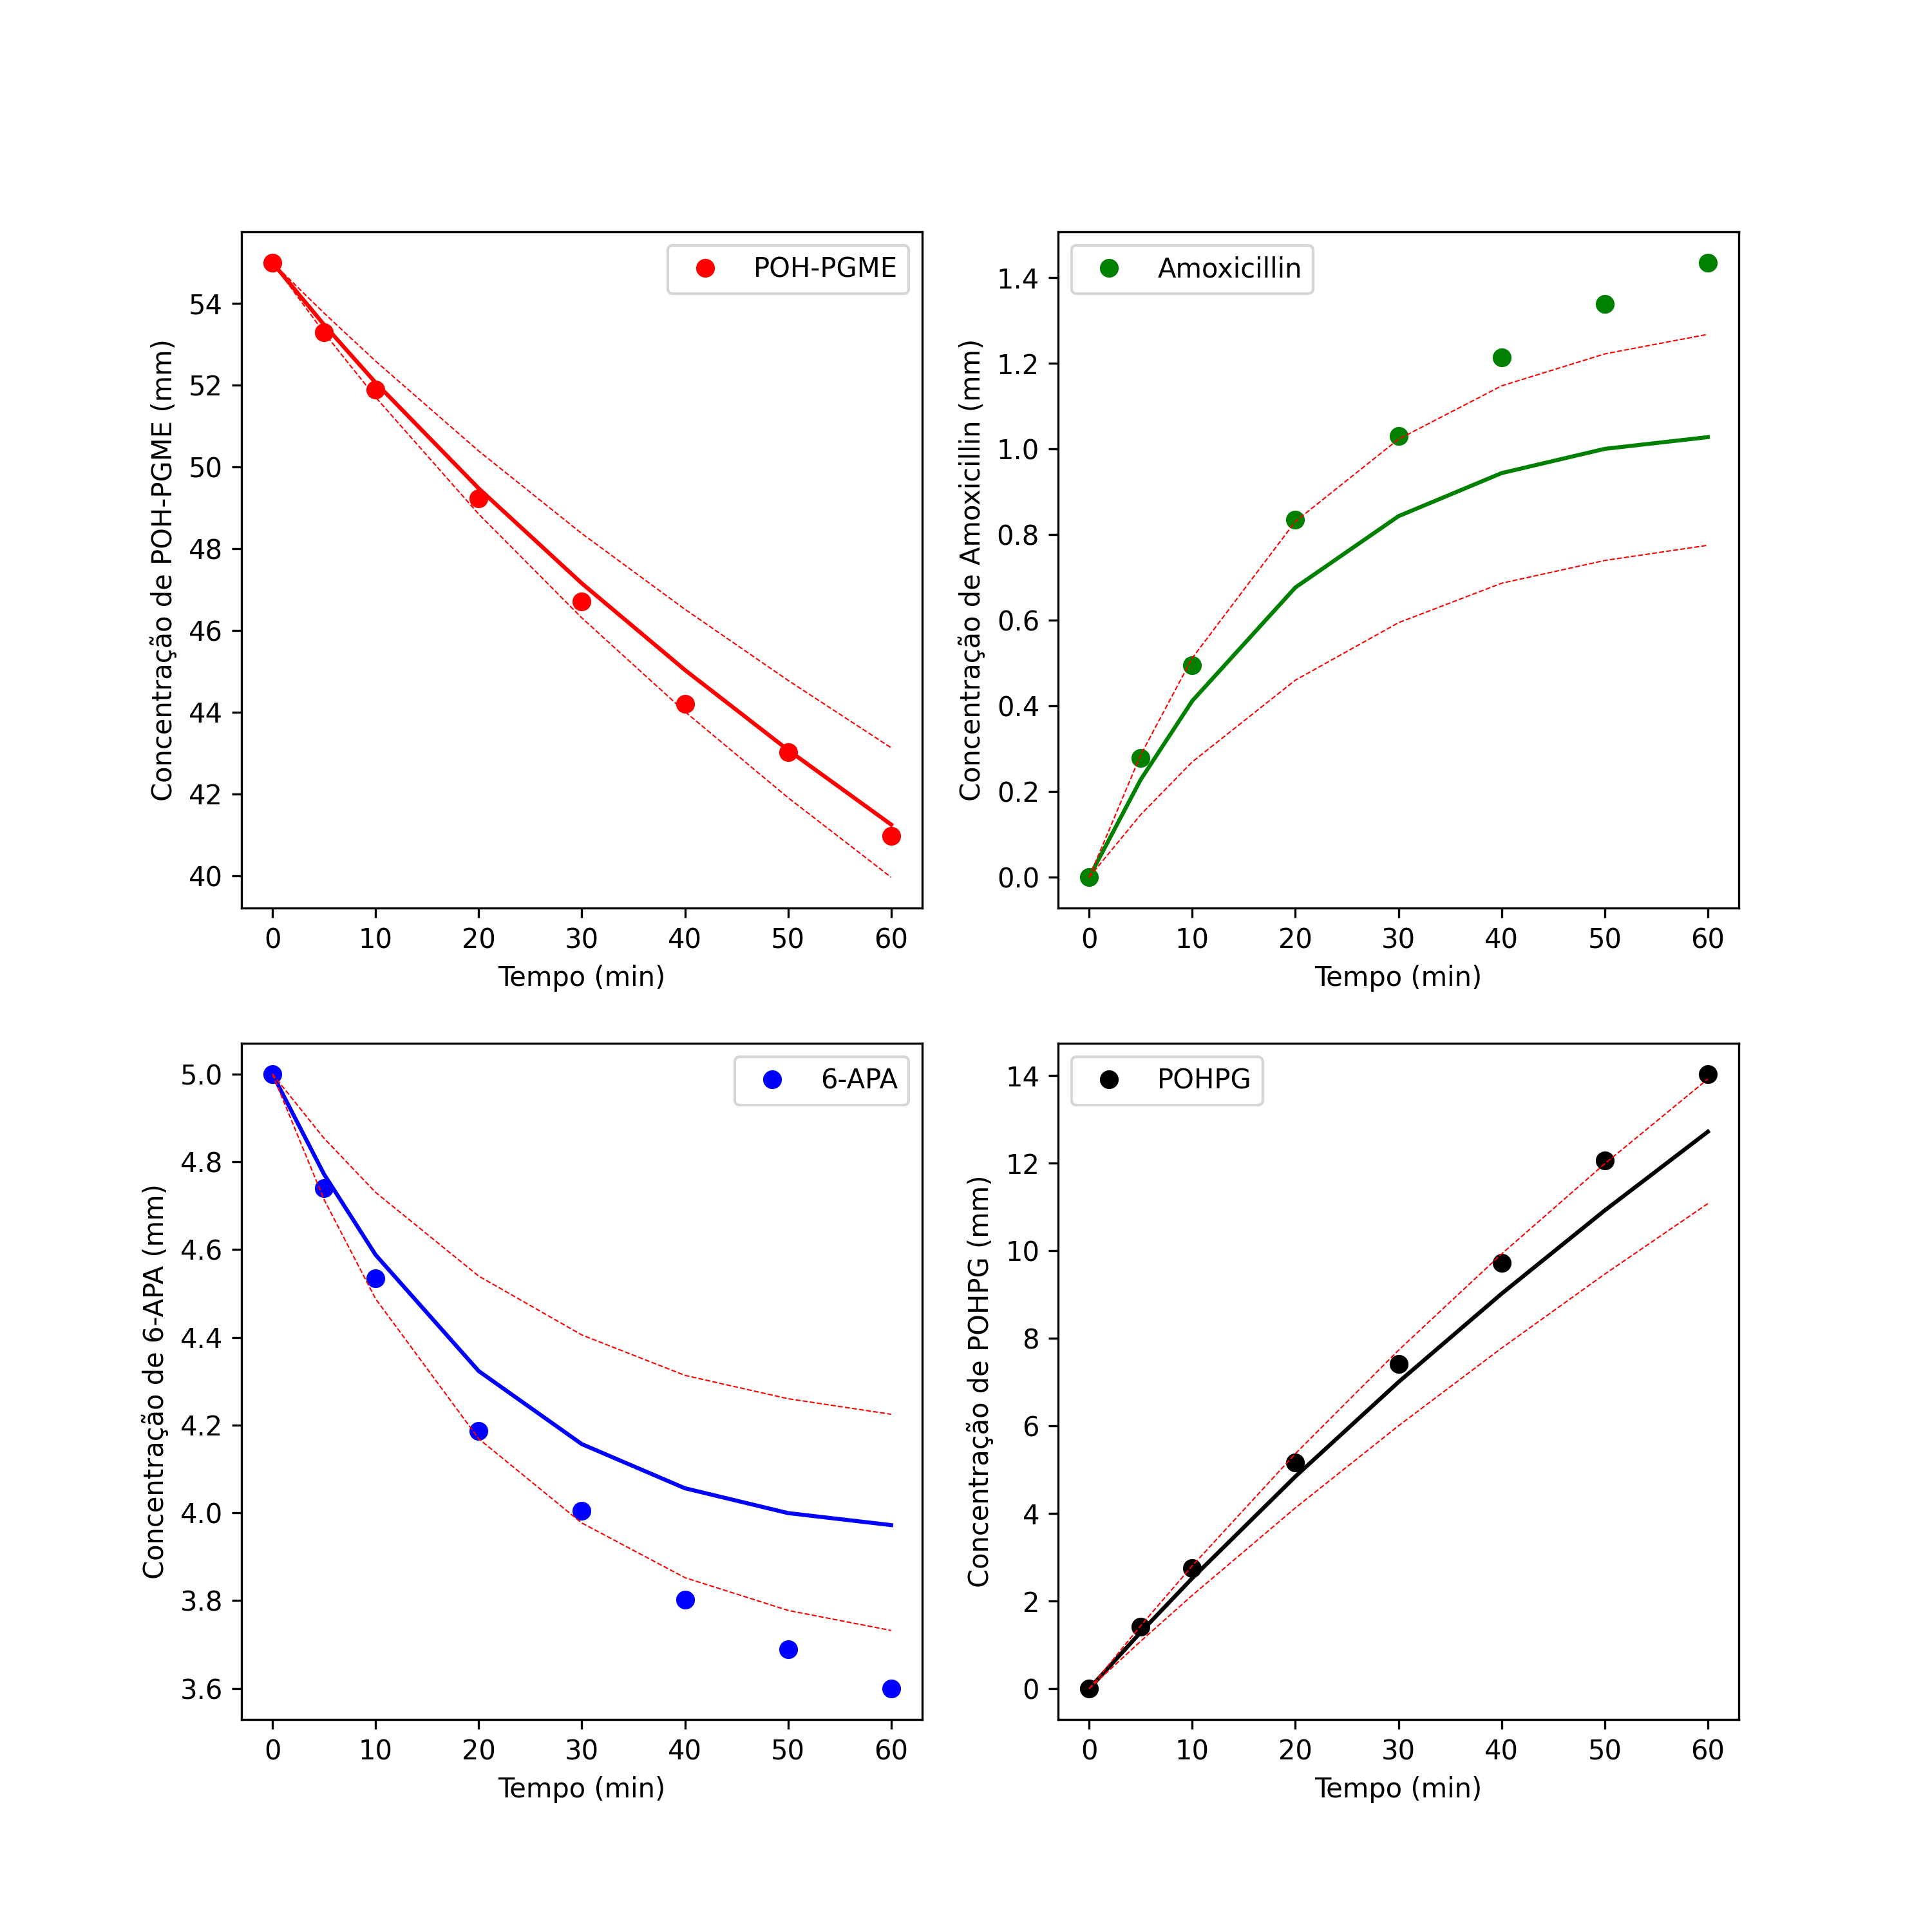 POH-PGME
Concentração de POH-PGME (mm)
54
52
50
48
46
44
42
40
0 10 20 30 40 50 60
Tempo (min)
Amoxicillin
Concentração de Amoxicillin (mm)
1.4
1.2
1.0
0.8
0.6
0.4
0.2
0.0
0 10 20 30 40 50 60
Tempo (min)
6-APA
Concentração de 6-APA (mm)
5.0
4.8
4.6
4.4
4.2
4.0
3.8
3.6
0 10 20 30 40 50 60
Tempo (min)
POHPG
Concentração de POHPG (mm)
14
12
10
8
6
4
2
0
0 10 20 30 40 50 60
Tempo (min)